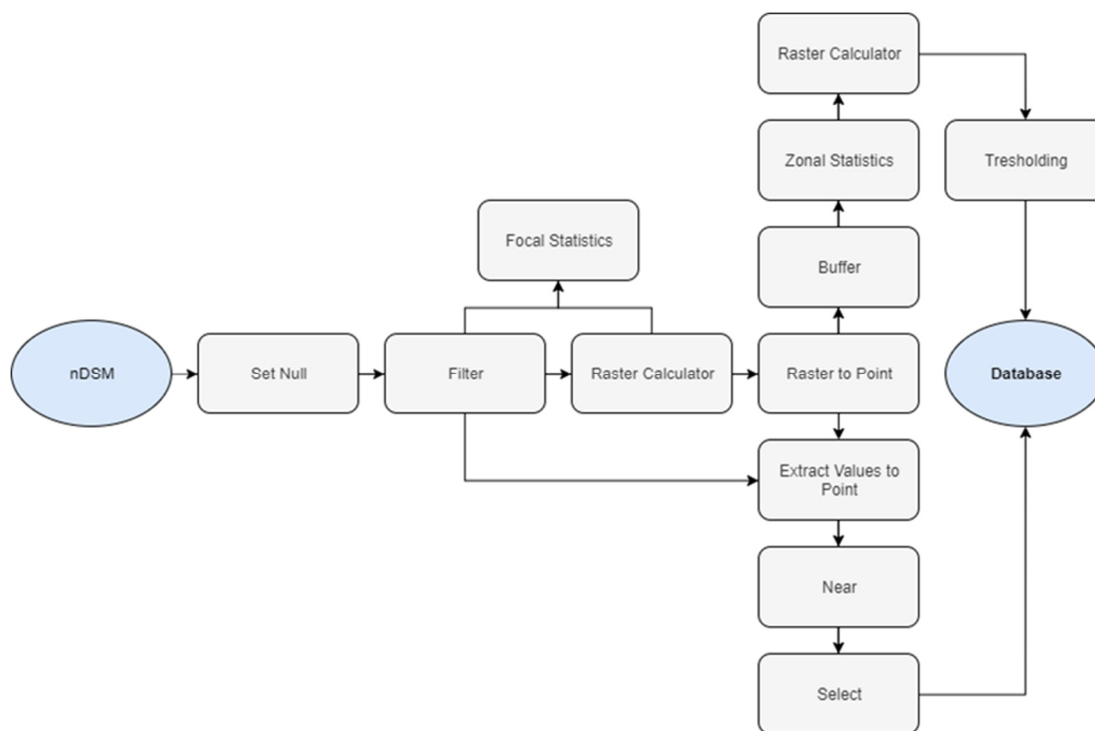 Raster Calculator
Zonal Statistics
Tresholding
Focal Statistics
Buffer
nDSM
Set Null
Filter
Raster Calculator
Raster to Point
Database
Extract Values to
Point
Near
Select